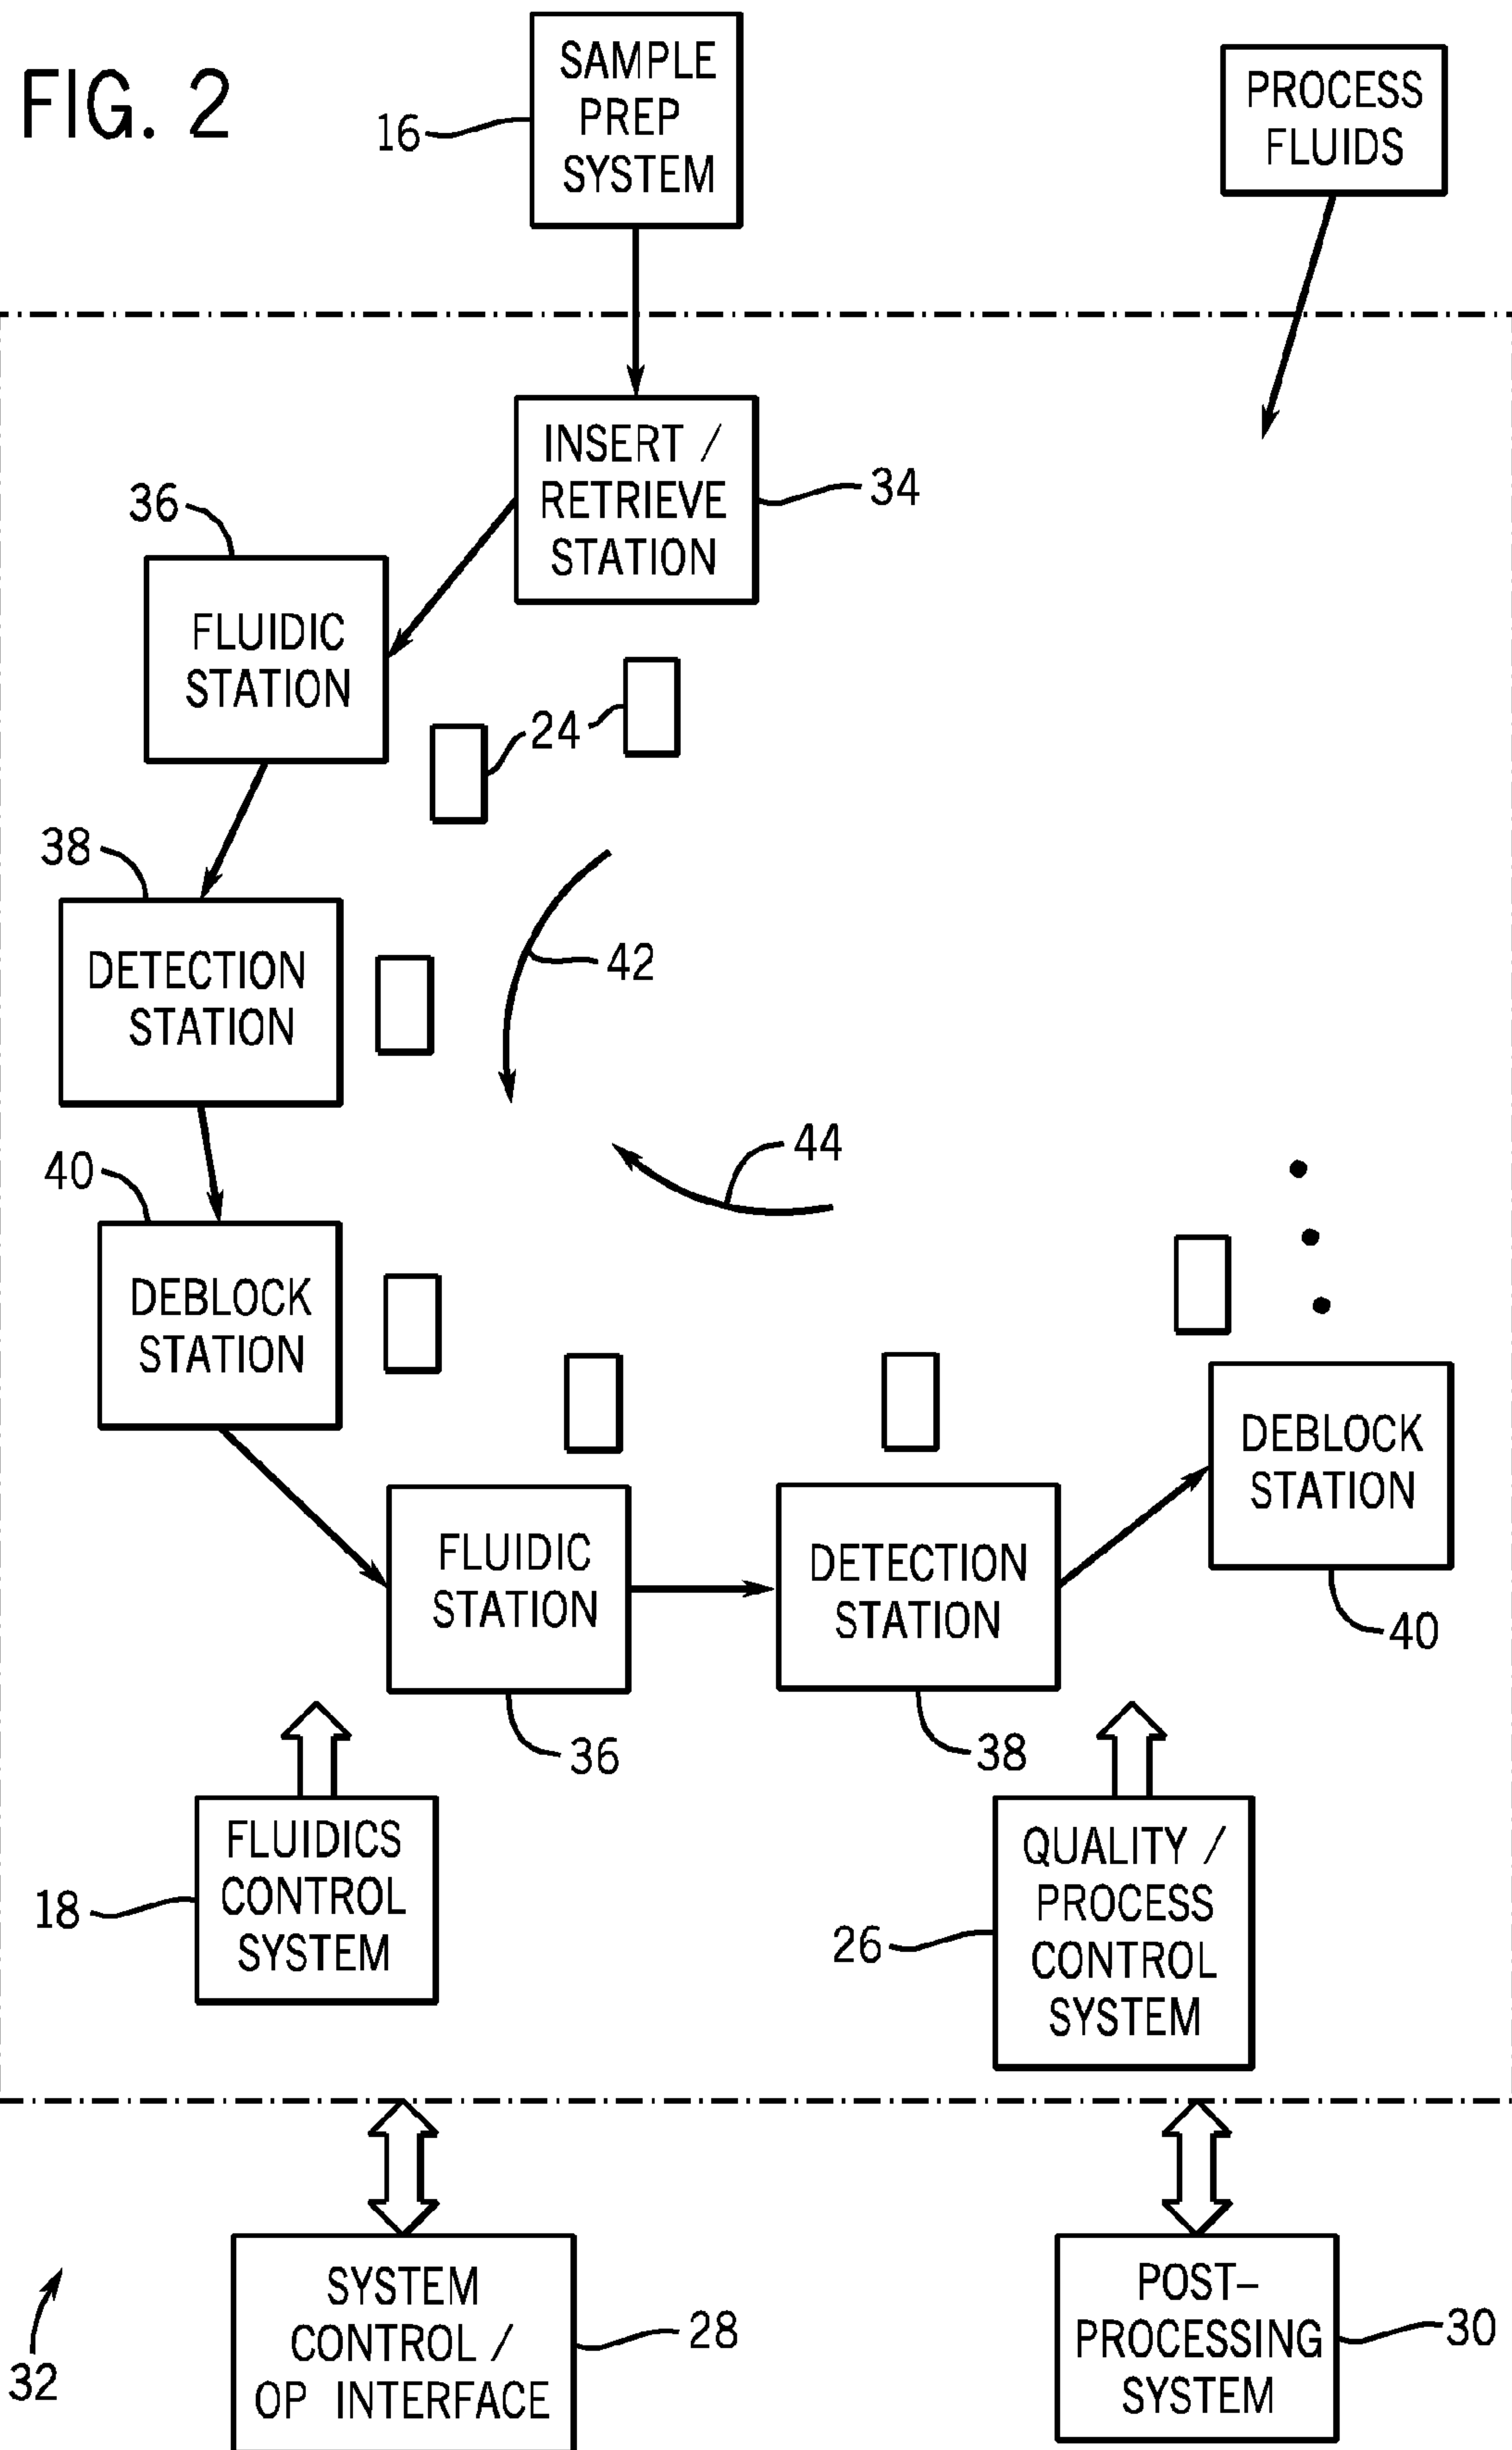 FIG. 2
SAMPLE
PREP
SYSTEM
16
PROCESS
FLUIDS
INSERT /
RETRIEVE
STATION
34
36
FLUIDIC
STATION
24
38
DETECTION
STATION
42
44
40
DEBLOCK
STATION
DEBLOCK
STATION
40
FLUIDIC
STATION
36
DETECTION
STATION
38
FLUIDICS
CONTROL
SYSTEM
18
QUALITY /
PROCESS
CONTROL
SYSTEM
26
SYSTEM
CONTROL /
OP INTERFACE
28
POST–
PROCESSING
SYSTEM
30
32